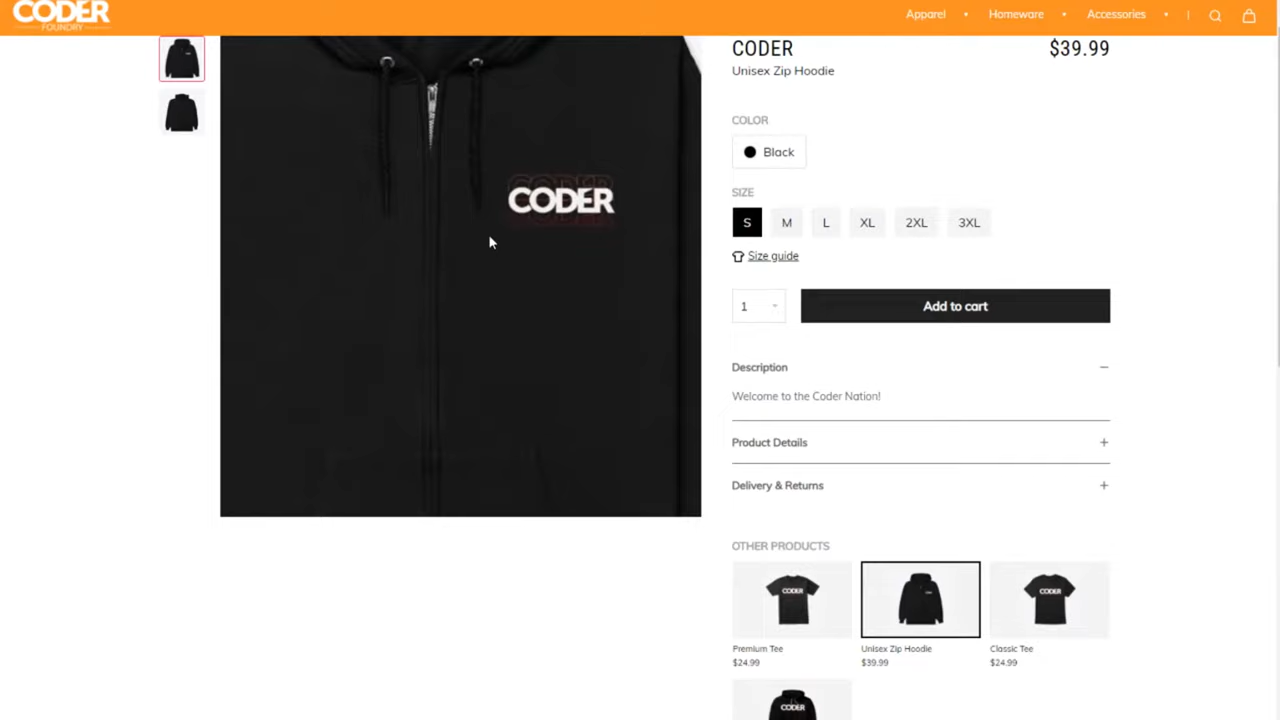 CODER
FOUNDRY
Apparel • Homeware • Accessories • |
CODER $39.99
Unisex Zip Hoodie
COLOR
Black
CODER
SIZE
S M L XL 2XL 3XL
Size guide
1 Add to cart
Description −
Welcome to the Coder Nation!
Product Details +
Delivery & Returns +
OTHER PRODUCTS
CODER
CODER
Premium Tee Unisex Zip Hoodie Classic Tee
$24.99 $39.99 $24.99
CODER